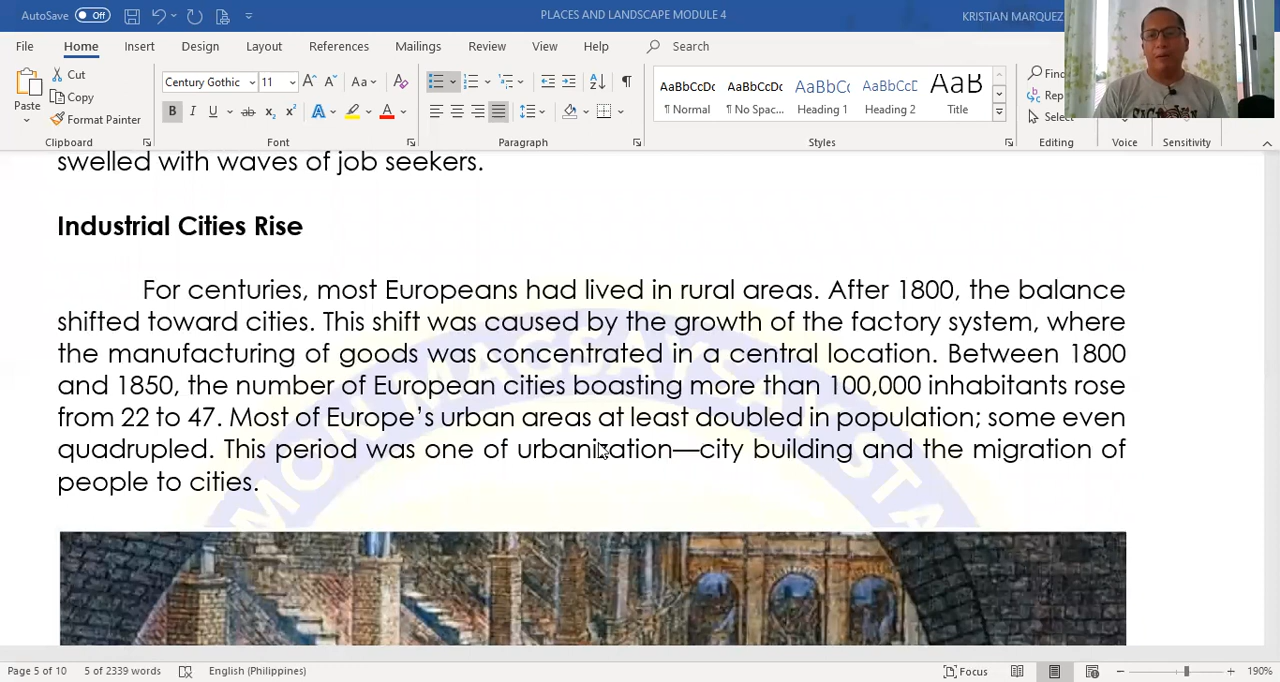 AutoSave Off
PLACES AND LANDSCAPE MODULE 4
KRISTIAN MARQUEZ
File Home Insert Design Layout References Mailings Review View Help Search
Paste
Cut
Copy
Format Painter
Clipboard
Century Gothic 11
Font
Paragraph
AaBbCcDc AaBbCcDc AaBbCc AaBbCcD AaB
¶ Normal ¶ No Spac... Heading 1 Heading 2 Title
Styles
Find
Rep
Select
Editing
Voice
Sensitivity
swelled with waves of job seekers.
Industrial Cities Rise
For centuries, most Europeans had lived in rural areas. After 1800, the balance
shifted toward cities. This shift was caused by the growth of the factory system, where
the manufacturing of goods was concentrated in a central location. Between 1800
and 1850, the number of European cities boasting more than 100,000 inhabitants rose
from 22 to 47. Most of Europe’s urban areas at least doubled in population; some even
quadrupled. This period was one of urbanization—city building and the migration of
people to cities.
MON MAGSAYSAY STA
Page 5 of 10 5 of 2339 words English (Philippines)
Focus
190%